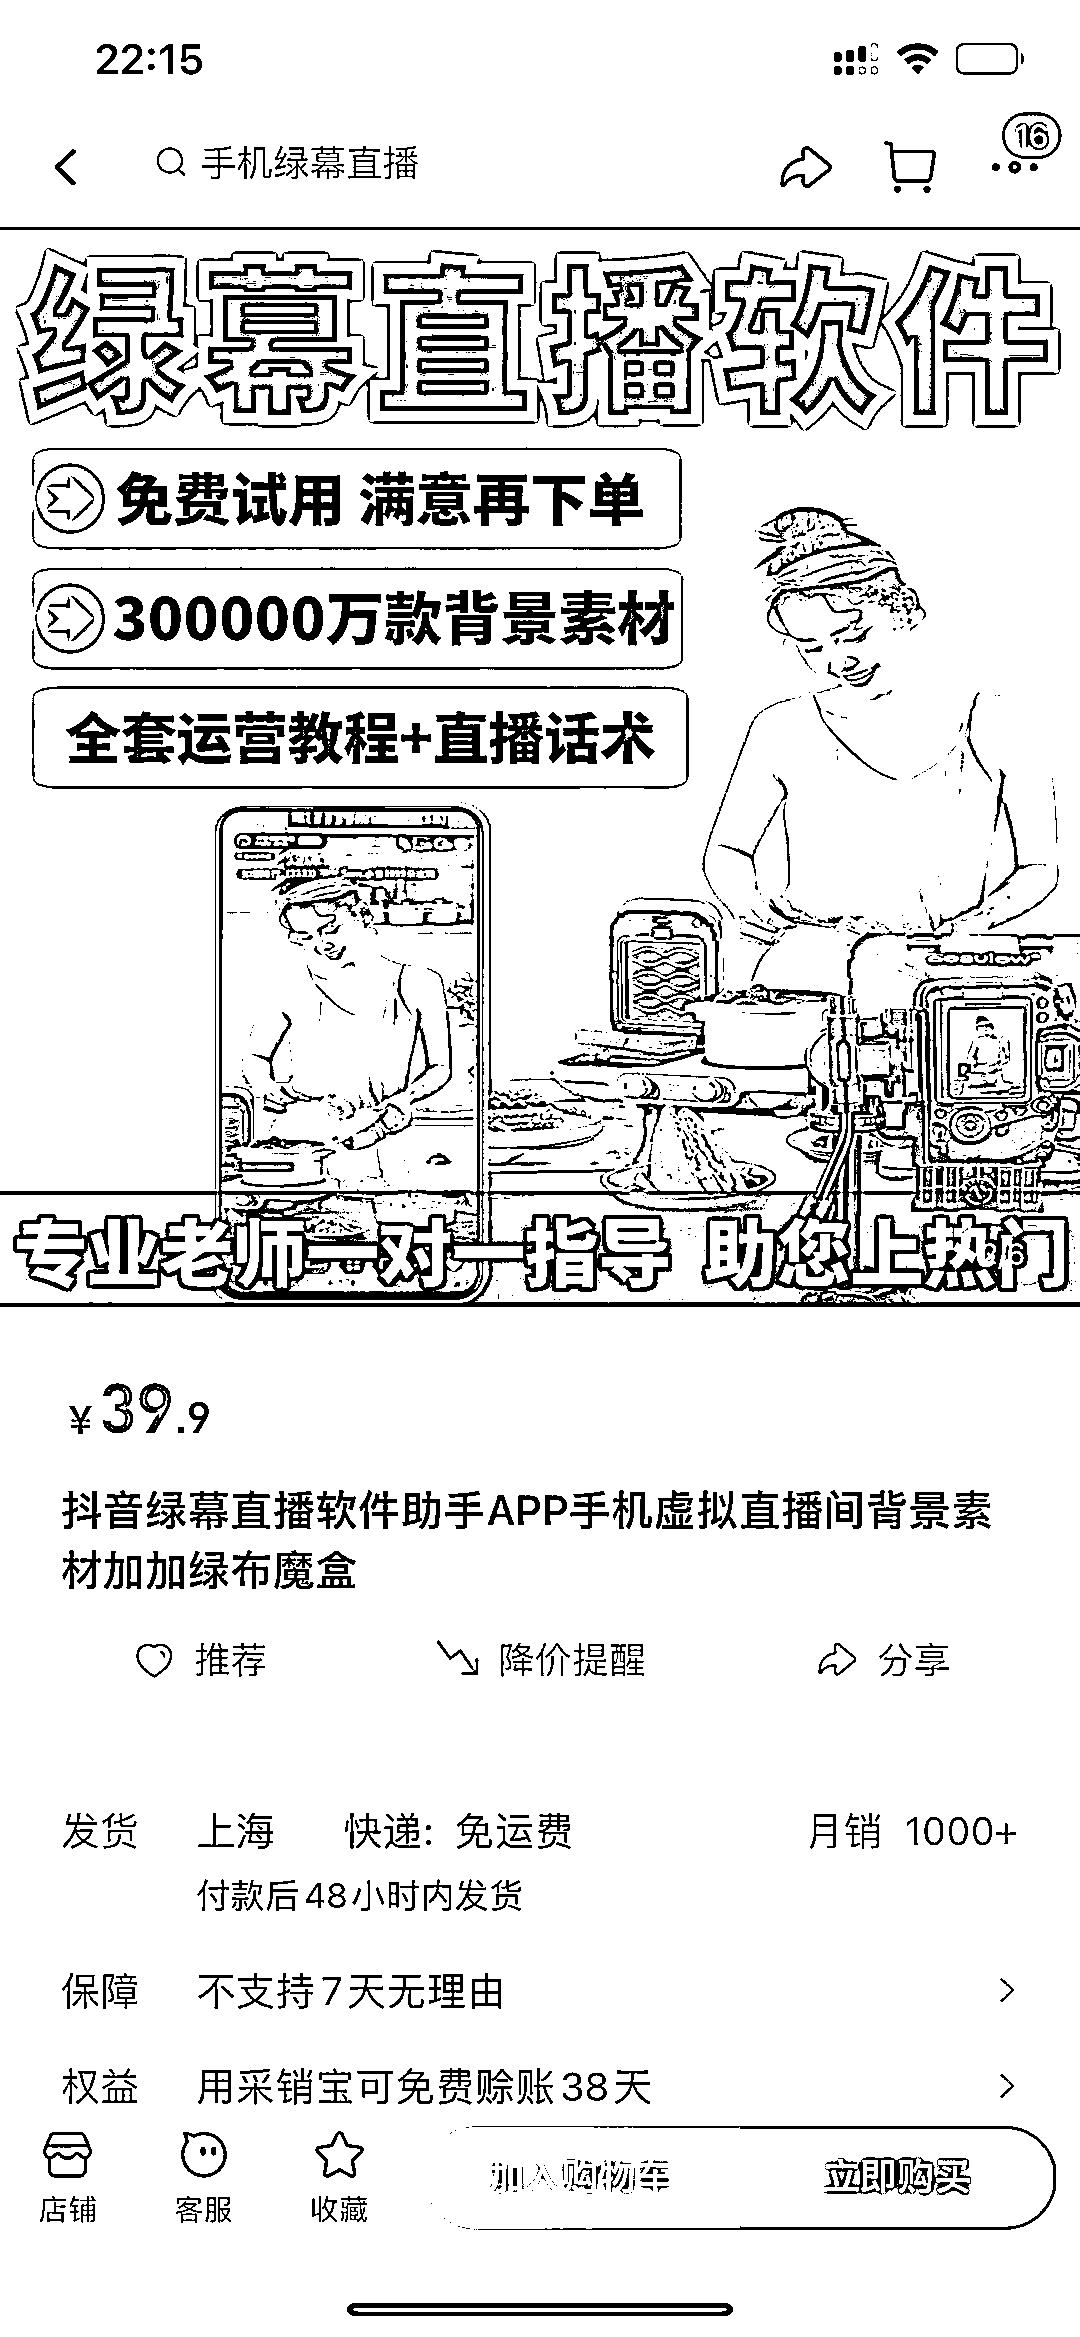 22:15
16
手机绿幕直播
绿幕直播软件
免费试用 满意再下单
300000万款背景素材
全套运营教程+直播话术
专业老师一对一指导 助您上热门
¥39.9
抖音绿幕直播软件助手APP手机虚拟直播间背景素
材加加绿布魔盒
推荐 降价提醒 分享
发货 上海 快递: 免运费 月销 1000+
付款后48小时内发货
保障 不支持7天无理由
权益 用采销宝可免费赊账38天
店铺 客服 收藏 加入购物车 立即购买